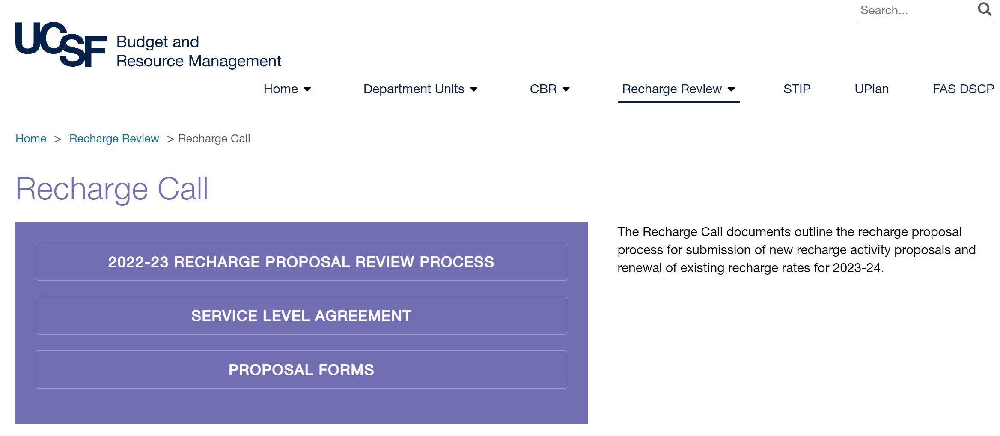 Search...
UCSF
Budget and
Resource Management
Home
Department Units
CBR
Recharge Review
STIP
UPlan
FAS DSCP
Home > Recharge Review > Recharge Call
Recharge Call
2022-23 RECHARGE PROPOSAL REVIEW PROCESS
SERVICE LEVEL AGREEMENT
PROPOSAL FORMS
The Recharge Call documents outline the recharge proposal
process for submission of new recharge activity proposals and
renewal of existing recharge rates for 2023-24.